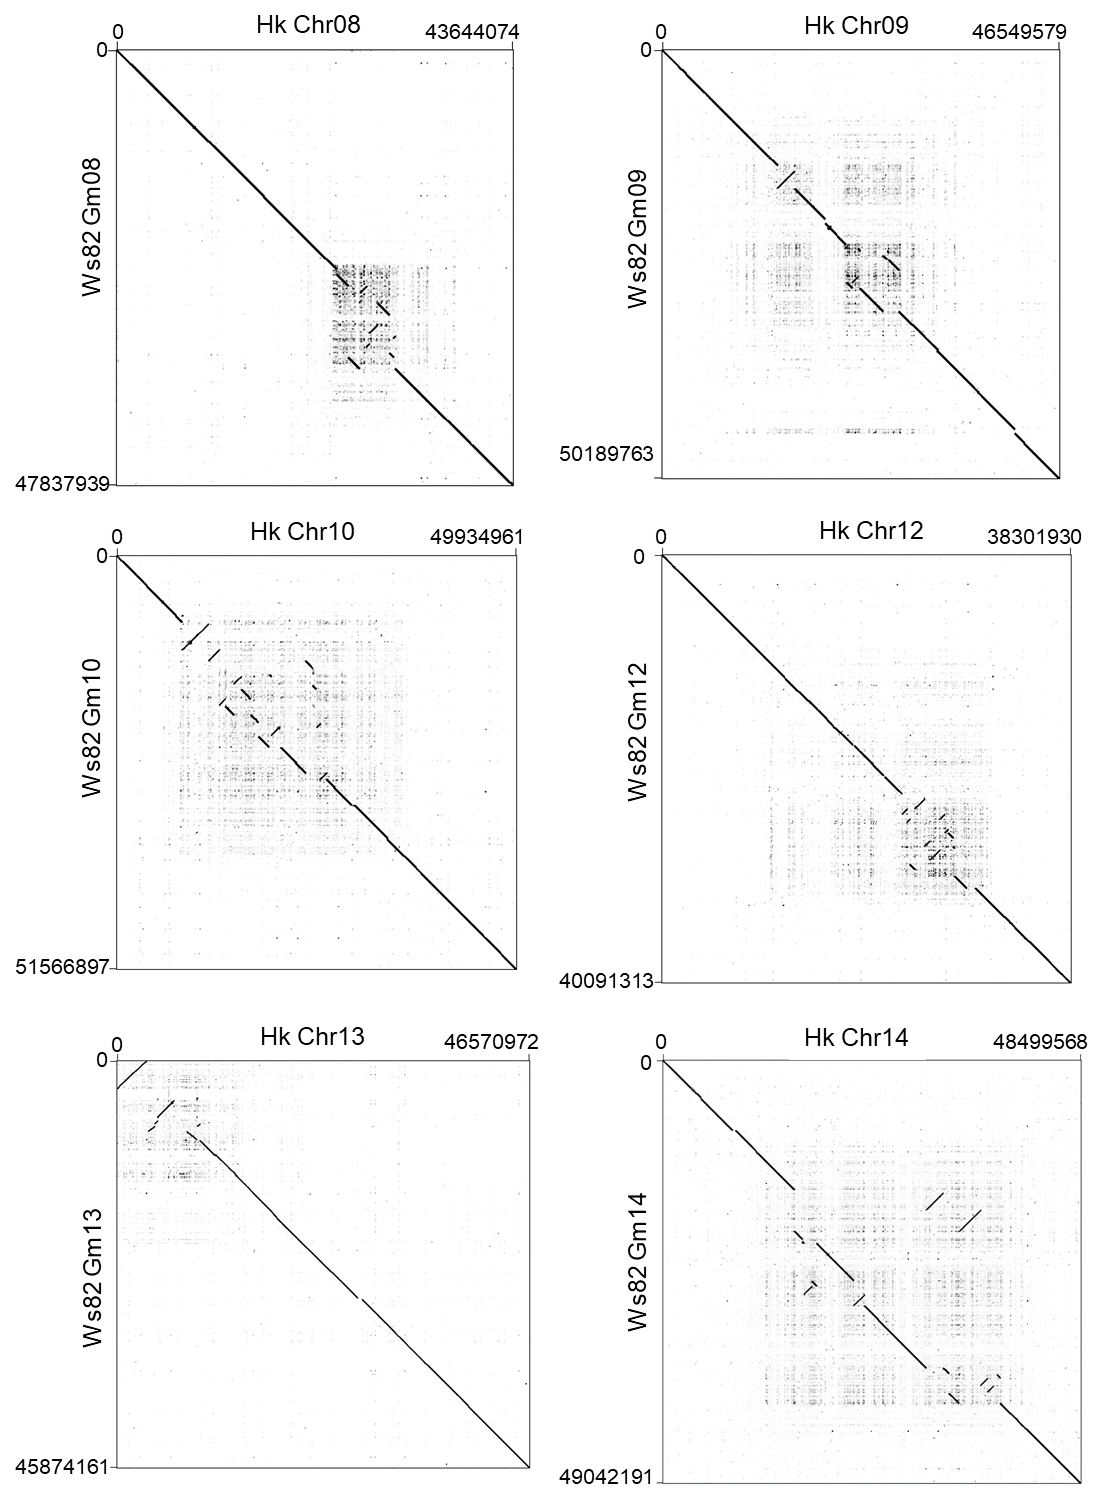 Hk Chr08
0
43644074
0
Ws82 Gm08
47837939
Hk Chr09
0
46549579
0
Ws82 Gm09
50189763
Hk Chr10
0
49934961
0
Ws82 Gm10
51566897
Hk Chr12
0
38301930
0
Ws82 Gm12
40091313
Hk Chr13
0
46570972
0
Ws82 Gm13
45874161
Hk Chr14
0
48499568
0
Ws82 Gm14
49042191